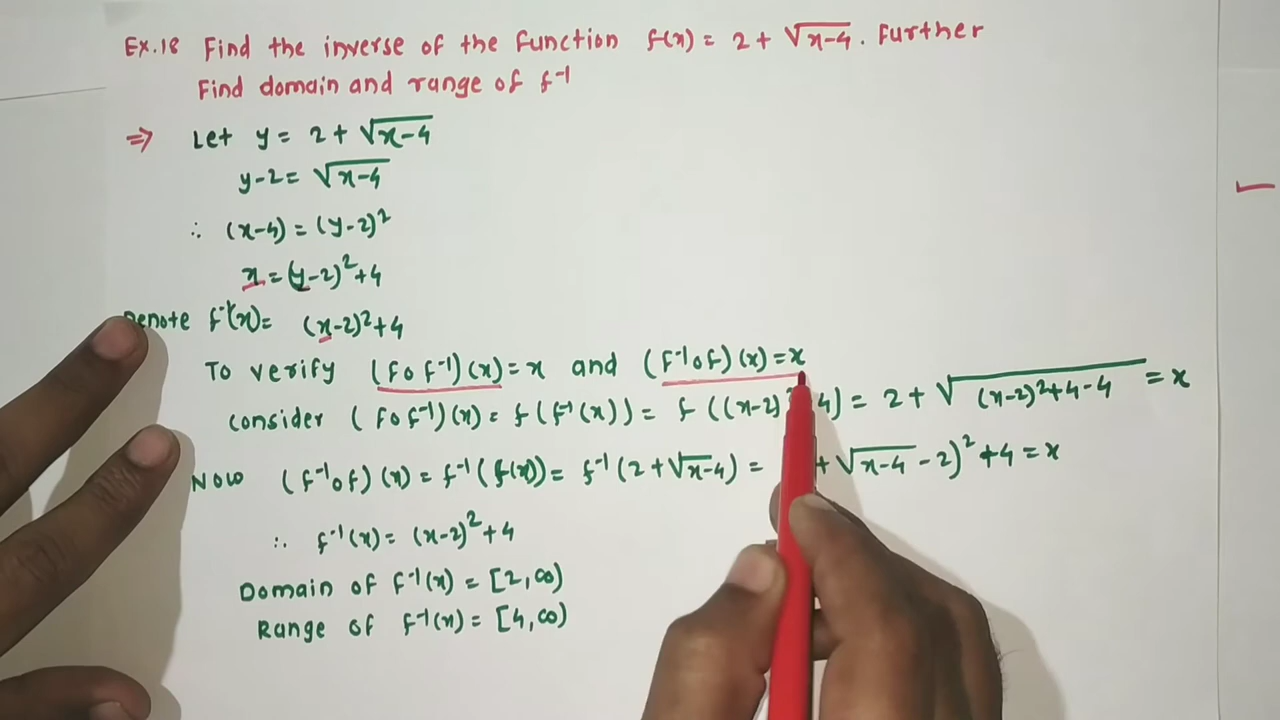 Ex.18 Find the inverse of the function f(x) = 2 + √x-4 . Further
Find domain and range of f⁻¹
⇒ Let y = 2 + √x-4
y-2 = √x-4
∴ (x-4) = (y-2)²
x = (y-2)² + 4
Denote f⁻¹(x) = (x-2)² + 4
To verify (f o f⁻¹)(x) = x and (f⁻¹ o f)(x) = x
consider (f o f⁻¹)(x) = f(f⁻¹(x)) = f((x-2) 4) = 2 + √(x-2)²+4-4 = x
Now (f⁻¹ o f)(x) = f⁻¹(f(x)) = f⁻¹(2+√x-4) = + √x-4 - 2)² + 4 = x
∴ f⁻¹(x) = (x-2)² + 4
Domain of f⁻¹(x) = [2,∞)
Range of f⁻¹(x) = [4,∞)